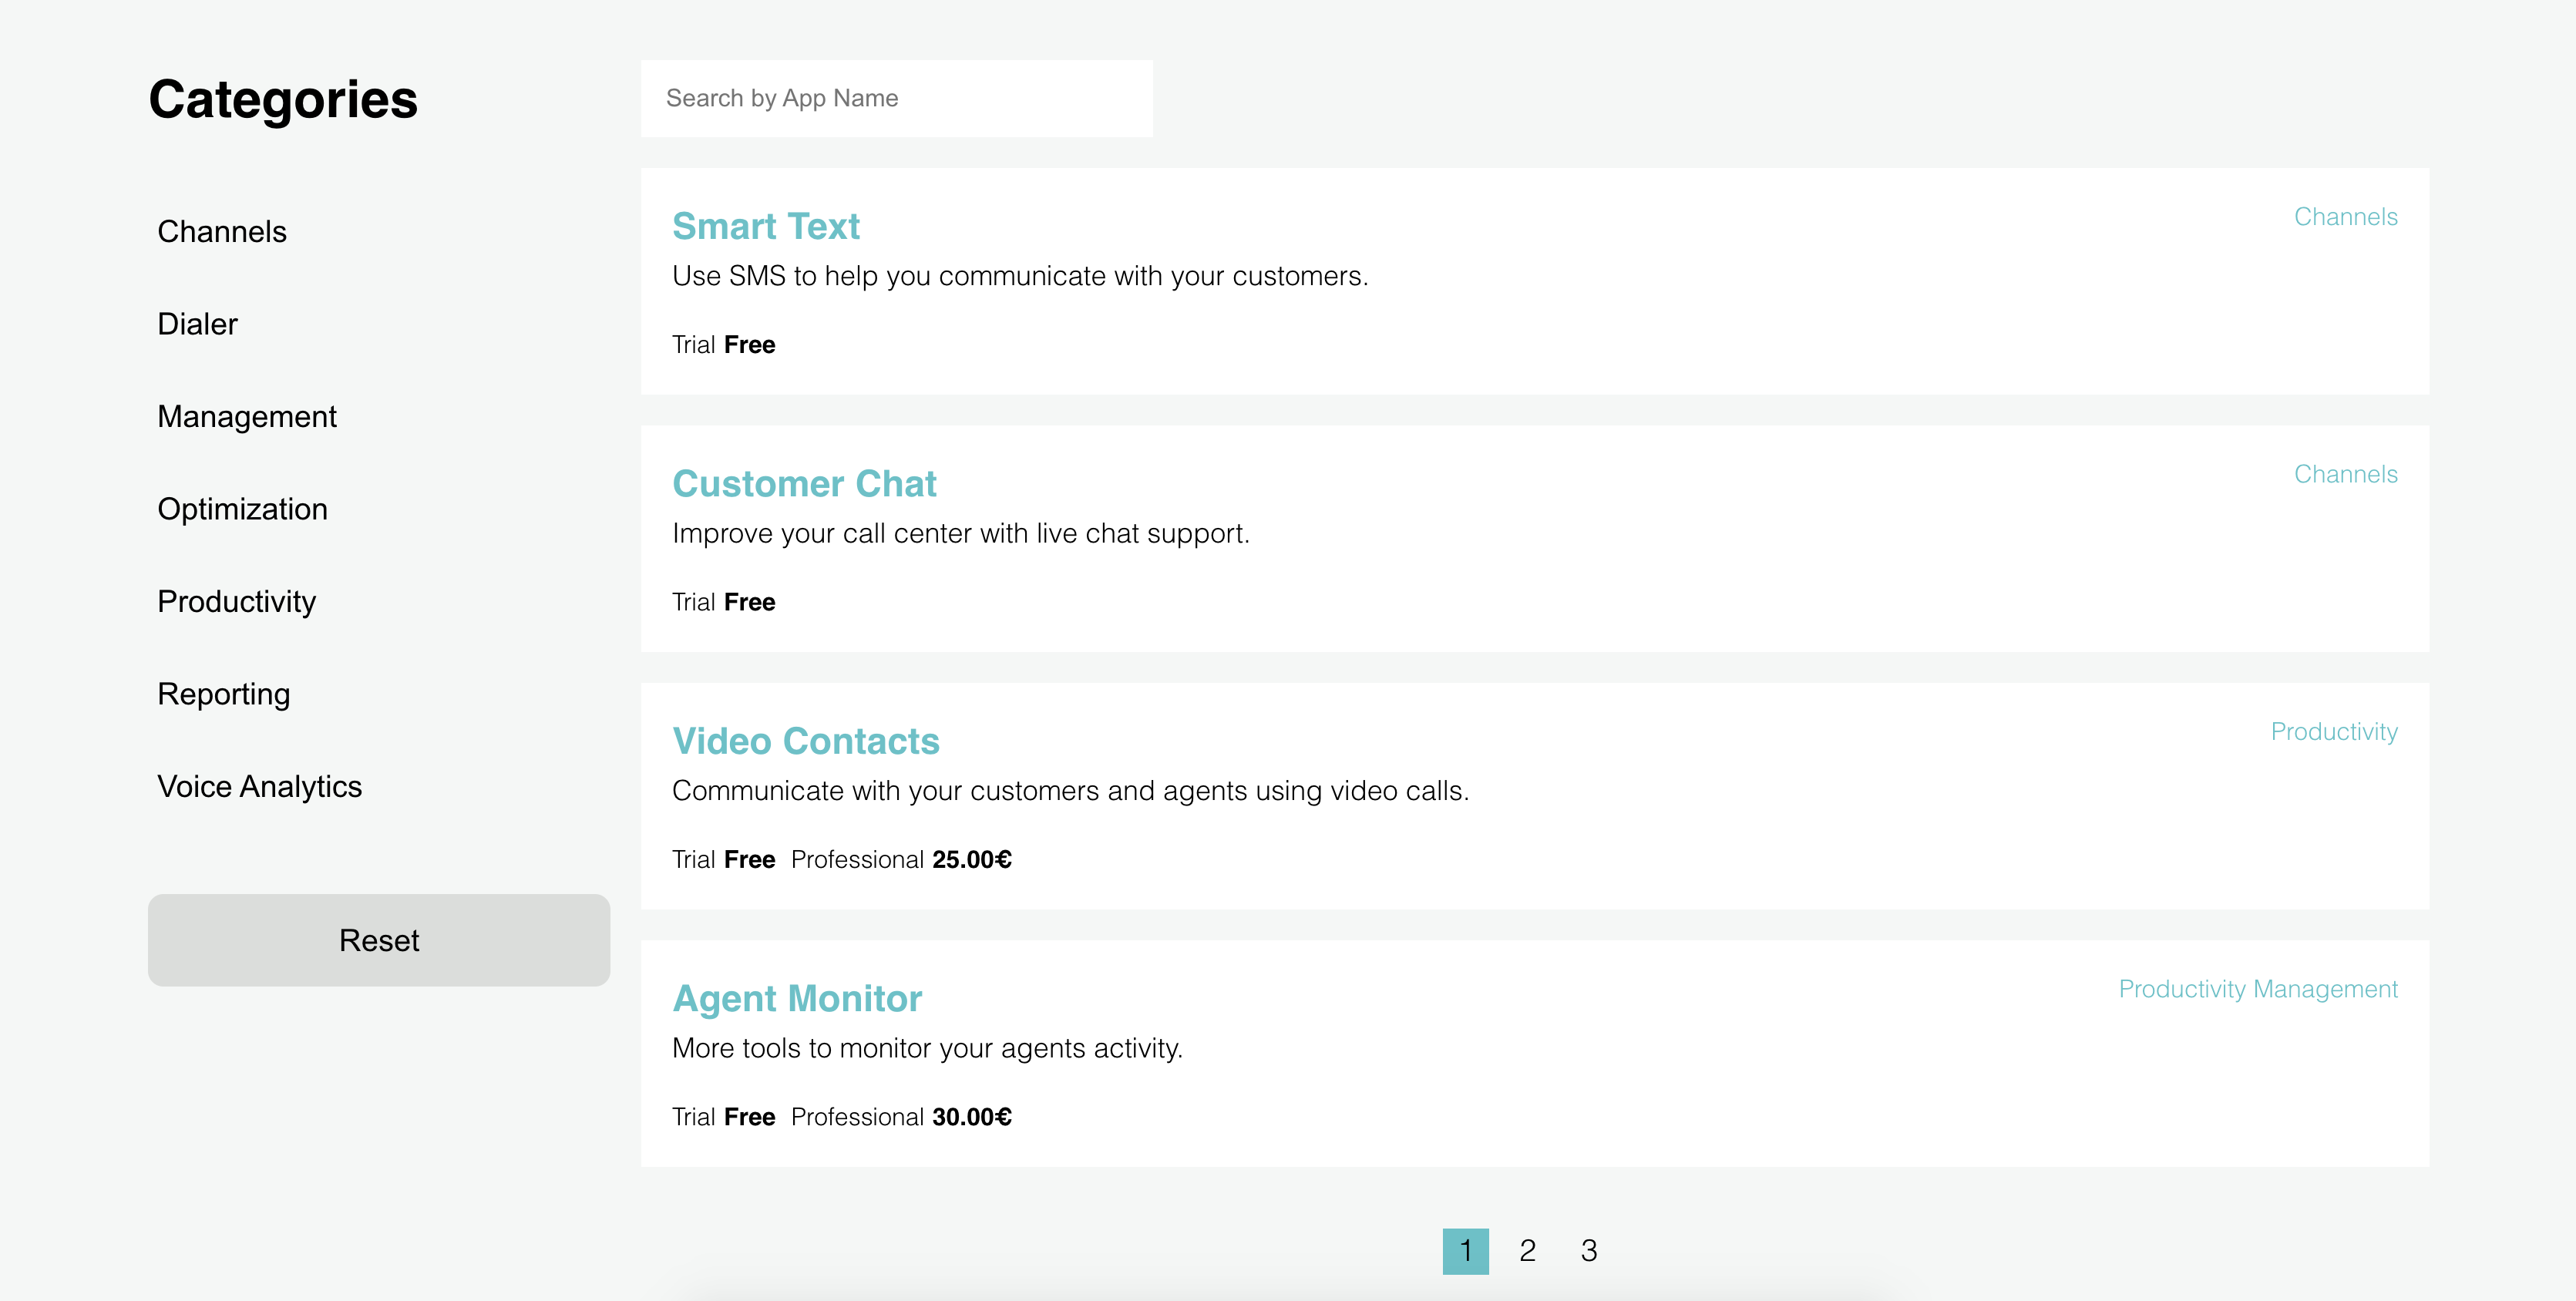 Categories
Channels
Dialer
Management
Optimization
Productivity
Reporting
Voice Analytics
Reset
Search by App Name
Smart Text
Channels
Use SMS to help you communicate with your customers.
Trial Free
Customer Chat
Channels
Improve your call center with live chat support.
Trial Free
Video Contacts
Productivity
Communicate with your customers and agents using video calls.
Trial Free Professional 25.00€
Agent Monitor
Productivity Management
More tools to monitor your agents activity.
Trial Free Professional 30.00€
1 2 3